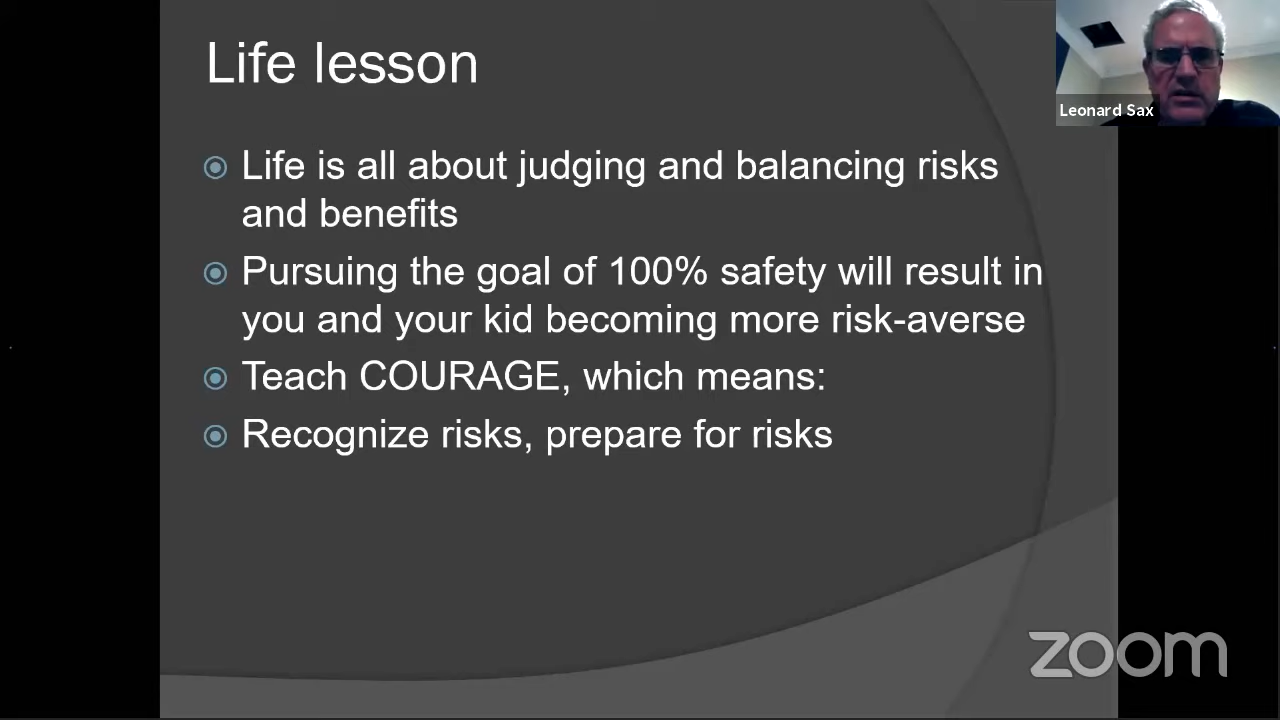 Life lesson
Leonard Sax
Life is all about judging and balancing risks
and benefits
Pursuing the goal of 100% safety will result in
you and your kid becoming more risk-averse
Teach COURAGE, which means:
Recognize risks, prepare for risks
zoom